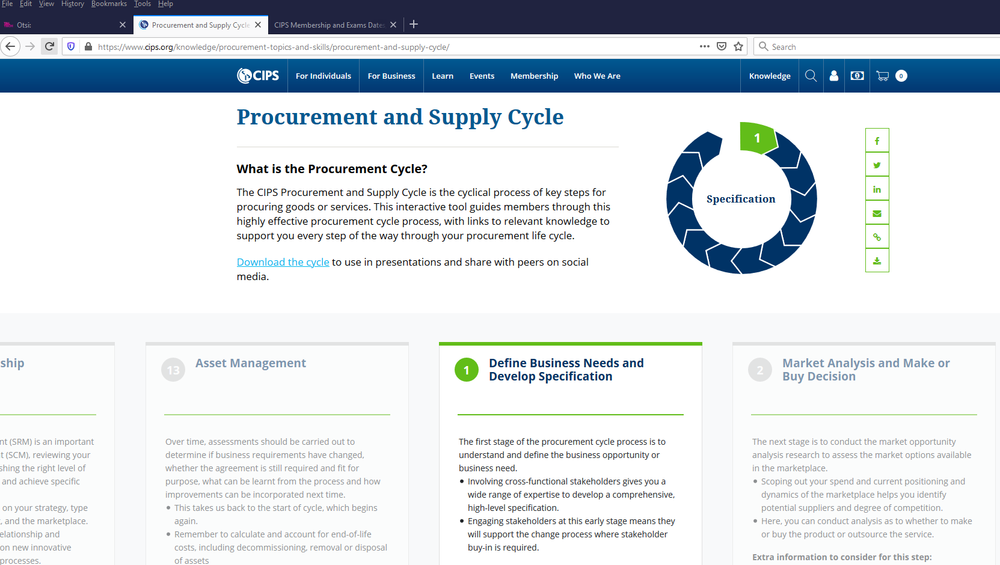 File Edit View History Bookmarks Tools Help
Otsi:
Procurement and Supply Cycle
CIPS Membership and Exams Dates
https://www.cips.org/knowledge/procurement-topics-and-skills/procurement-and-supply-cycle/
Search
CIPS
For Individuals
For Business
Learn
Events
Membership
Who We Are
Knowledge
0
Procurement and Supply Cycle
What is the Procurement Cycle?
The CIPS Procurement and Supply Cycle is the cyclical process of key steps for
procuring goods or services. This interactive tool guides members through this
highly effective procurement cycle process, with links to relevant knowledge to
support you every step of the way through your procurement life cycle.
Download the cycle to use in presentations and share with peers on social
media.
1
Specification
ship
nt (SRM) is an important
t (SCM), reviewing your
shing the right level of
and achieve specific
on your strategy, type
, and the marketplace.
elationship and
on new innovative
processes.
13
Asset Management
Over time, assessments should be carried out to
determine if business requirements have changed,
whether the agreement is still required and fit for
purpose, what can be learnt from the process and how
improvements can be incorporated next time.
• This takes us back to the start of cycle, which begins
again.
• Remember to calculate and account for end-of-life
costs, including decommissioning, removal or disposal
of assets
1
Define Business Needs and
Develop Specification
The first stage of the procurement cycle process is to
understand and define the business opportunity or
business need.
• Involving cross-functional stakeholders gives you a
wide range of expertise to develop a comprehensive,
high-level specification.
• Engaging stakeholders at this early stage means they
will support the change process where stakeholder
buy-in is required.
2
Market Analysis and Make or
Buy Decision
The next stage is to conduct the market opportunity
analysis research to assess the market options available
in the marketplace.
• Scoping out your spend and current positioning and
dynamics of the marketplace helps you identify
potential suppliers and degree of competition.
• Here, you can conduct analysis as to whether to make
or buy the product or outsource the service.
Extra information to consider for this step: